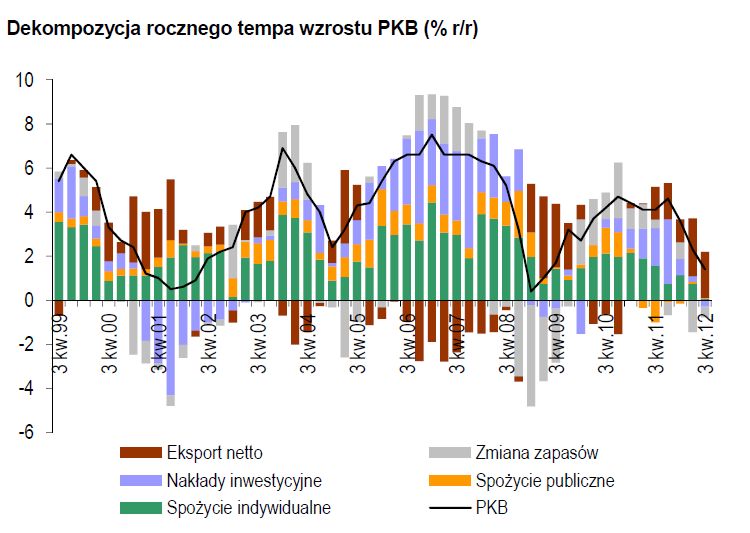 Dekompozycja rocznego tempa wzrostu PKB (% r/r)
10
8
6
4
2
0
-2
-4
-6
3 kw.99
3 kw.00
3 kw.01
3 kw.02
3 kw.03
3 kw.04
3 kw.05
3 kw.06
3 kw.07
3 kw.08
3 kw.09
3 kw.10
3 kw.11
3 kw.12
Eksport netto
Zmiana zapasów
Nakłady inwestycyjne
Spożycie publiczne
Spożycie indywidualne
PKB